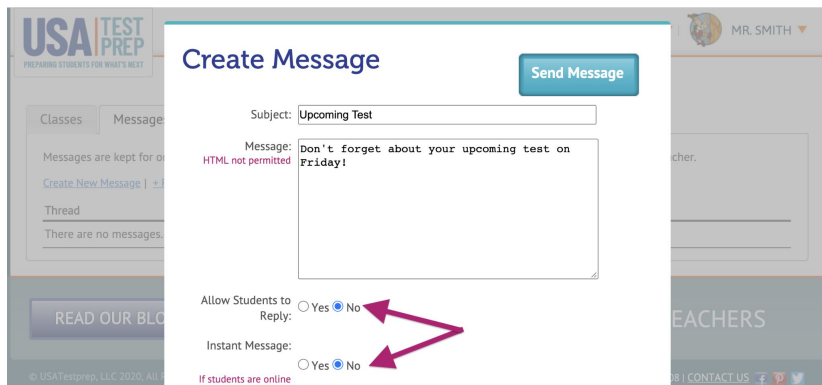 USA TEST PREP
PREPARING STUDENTS FOR WHAT'S NEXT
MR. SMITH
Create Message
Send Message
Classes
Message
Subject: Upcoming Test
Messages are kept for
cher.
Message: Don't forget about your upcoming test on
HTML not permitted Friday!
Create New Message | +
Thread
There are no messages.
Allow Students to
Reply: Yes No
READ OUR BLO
EACHERS
Instant Message:
Yes No
If students are online
© USATestprep, LLC 2020, All R
08 | CONTACT US